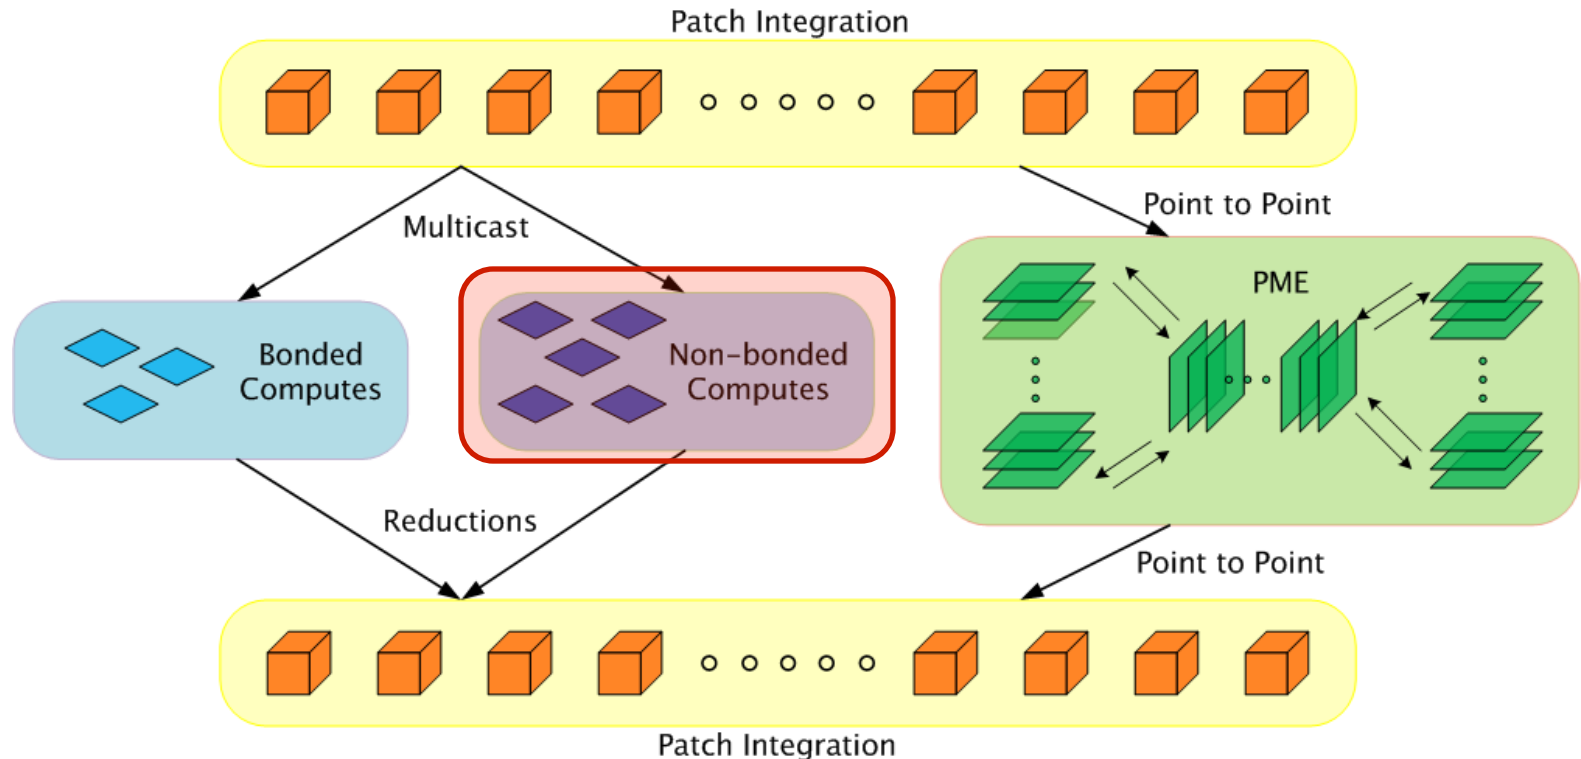 Patch Integration
Multicast
Point to Point
PME
Bonded
Computes
Non-bonded
Computes
Reductions
Point to Point
Patch Integration